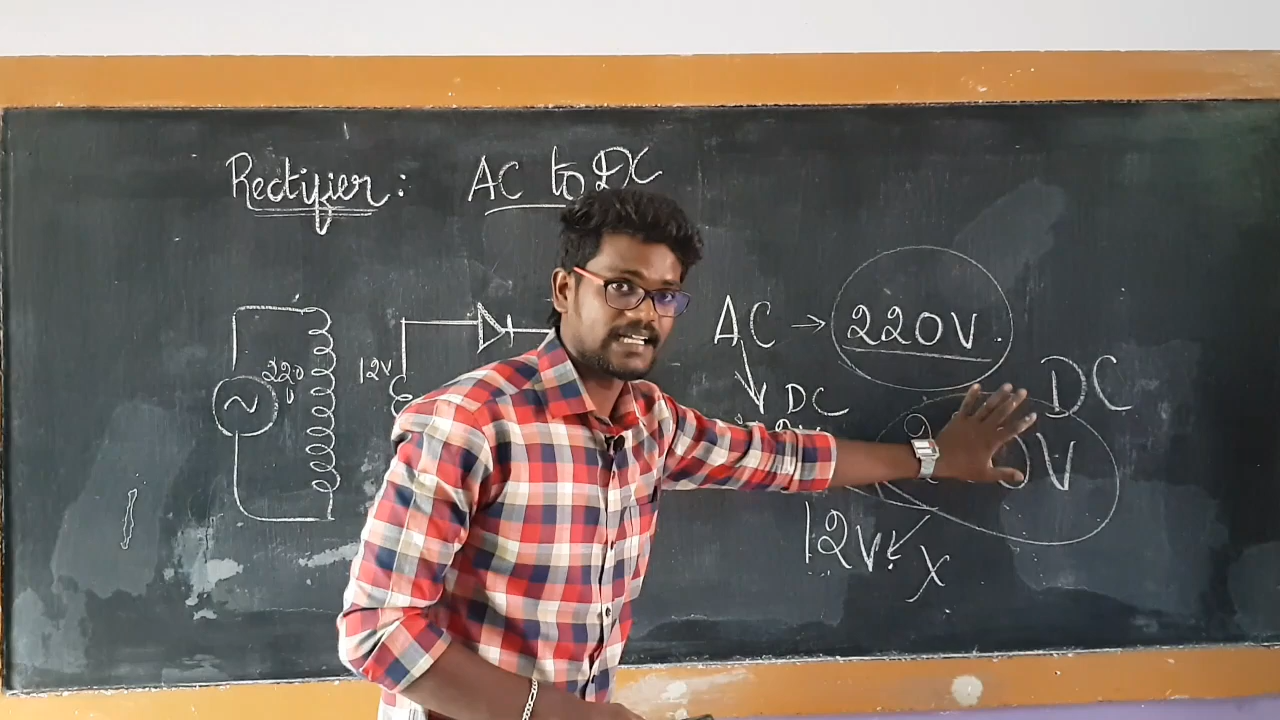 Rectifier: AC to DC
220
V
12V
AC → 220V.
DC
DC
12V
X